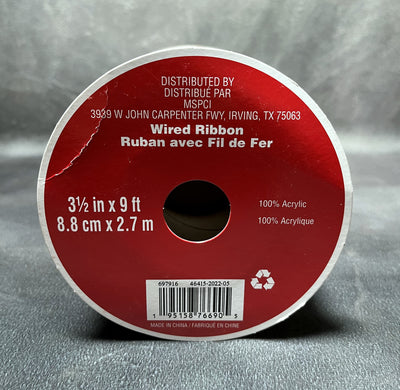 DISTRIBUTED BY
DISTRIBUÉ PAR
MSPCI
3939 W JOHN CARPENTER FWY, IRVING, TX 75063
Wired Ribbon
Ruban avec Fil de Fer
3½ in x 9 ft
8.8 cm x 2.7 m
100% Acrylic
100% Acrylique
697916 46415-2022-05
1 95158 76690 5
MADE IN CHINA / FABRIQUÉ EN CHINE